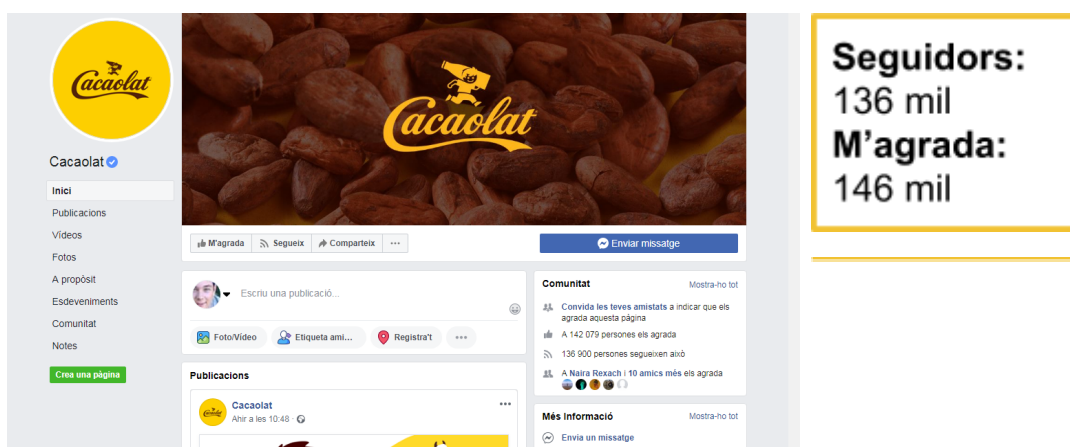 Cacaolat
Cacaolat
Cacaolat
Inici
Publicacions
Vídeos
Fotos
A propòsit
Esdeveniments
Comunitat
Notes
Crea una pàgina
M'agrada
Segueix
Comparteix
Enviar missatge
Escriu una publicació...
Foto/Vídeo
Etiqueta ami...
Registra't
Publicacions
Cacaolat
Cacaolat
Ahir a les 10:48 ·
Comunitat
Mostra-ho tot
Convida les teves amistats a indicar que els
agrada aquesta pàgina
A 142 079 persones els agrada
136 900 persones segueixen això
A Naira Rexach i 10 amics més els agrada
Més Informació
Mostra-ho tot
Envia un missatge
Seguidors:
136 mil
M'agrada:
146 mil